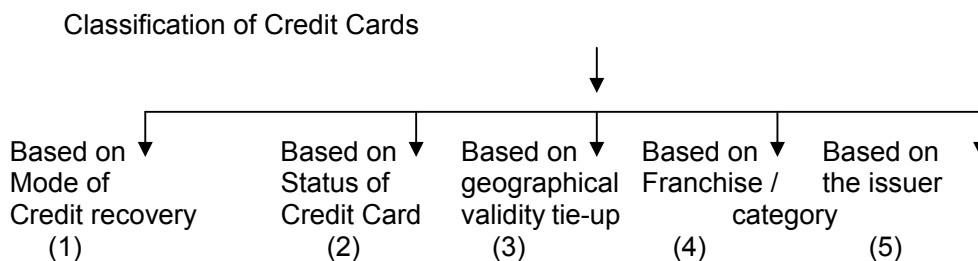 Classification of Credit Cards
Based on Based on Based on Based on Based on
Mode of Status of geographical Franchise / the issuer
Credit recovery Credit Card validity tie-up category
(1) (2) (3) (4) (5)